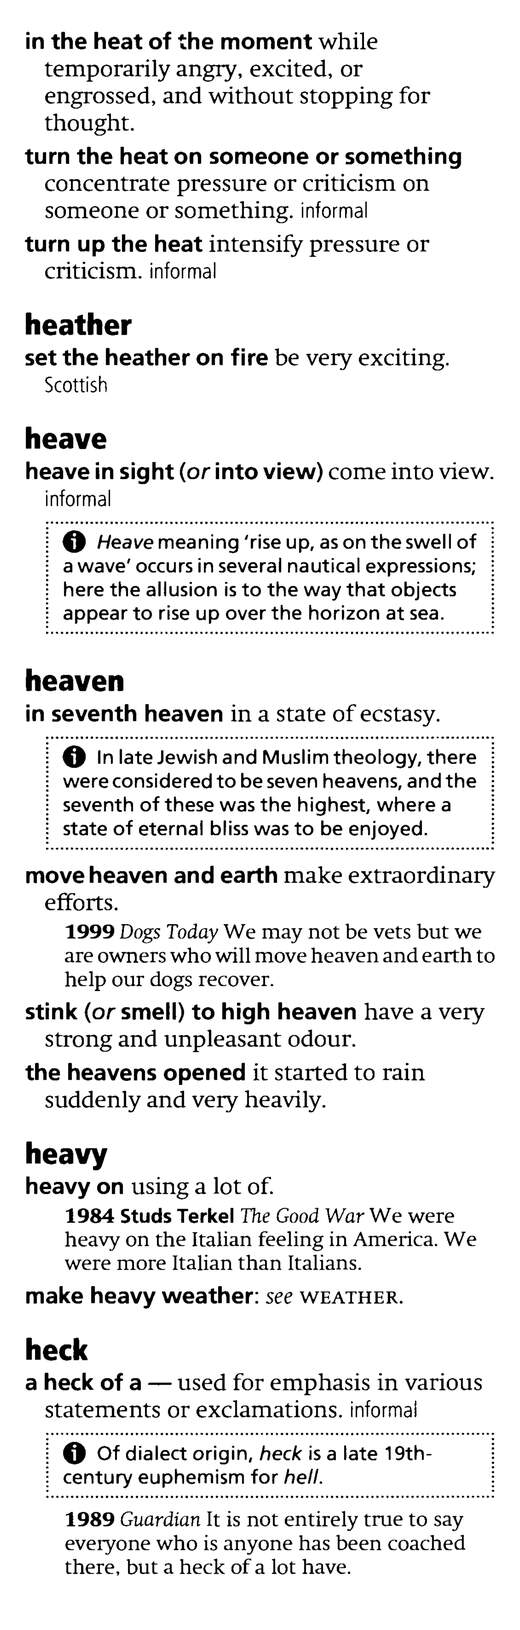 in the heat of the moment while
temporarily angry, excited, or
engrossed, and without stopping for
thought.
turn the heat on someone or something
concentrate pressure or criticism on
someone or something. informal
turn up the heat intensify pressure or
criticism. informal
heather
set the heather on fire be very exciting.
Scottish
heave
heave in sight (or into view) come into view.
informal
Heave meaning 'rise up, as on the swell of
a wave' occurs in several nautical expressions;
here the allusion is to the way that objects
appear to rise up over the horizon at sea.
heaven
in seventh heaven in a state of ecstasy.
In late Jewish and Muslim theology, there
were considered to be seven heavens, and the
seventh of these was the highest, where a
state of eternal bliss was to be enjoyed.
move heaven and earth make extraordinary
efforts.
1999 Dogs Today We may not be vets but we
are owners who will move heaven and earth to
help our dogs recover.
stink (or smell) to high heaven have a very
strong and unpleasant odour.
the heavens opened it started to rain
suddenly and very heavily.
heavy
heavy on using a lot of.
1984 Studs Terkel The Good War We were
heavy on the Italian feeling in America. We
were more Italian than Italians.
make heavy weather: see WEATHER.
heck
a heck of a — used for emphasis in various
statements or exclamations. informal
Of dialect origin, heck is a late 19th-
century euphemism for hell.
1989 Guardian It is not entirely true to say
everyone who is anyone has been coached
there, but a heck of a lot have.